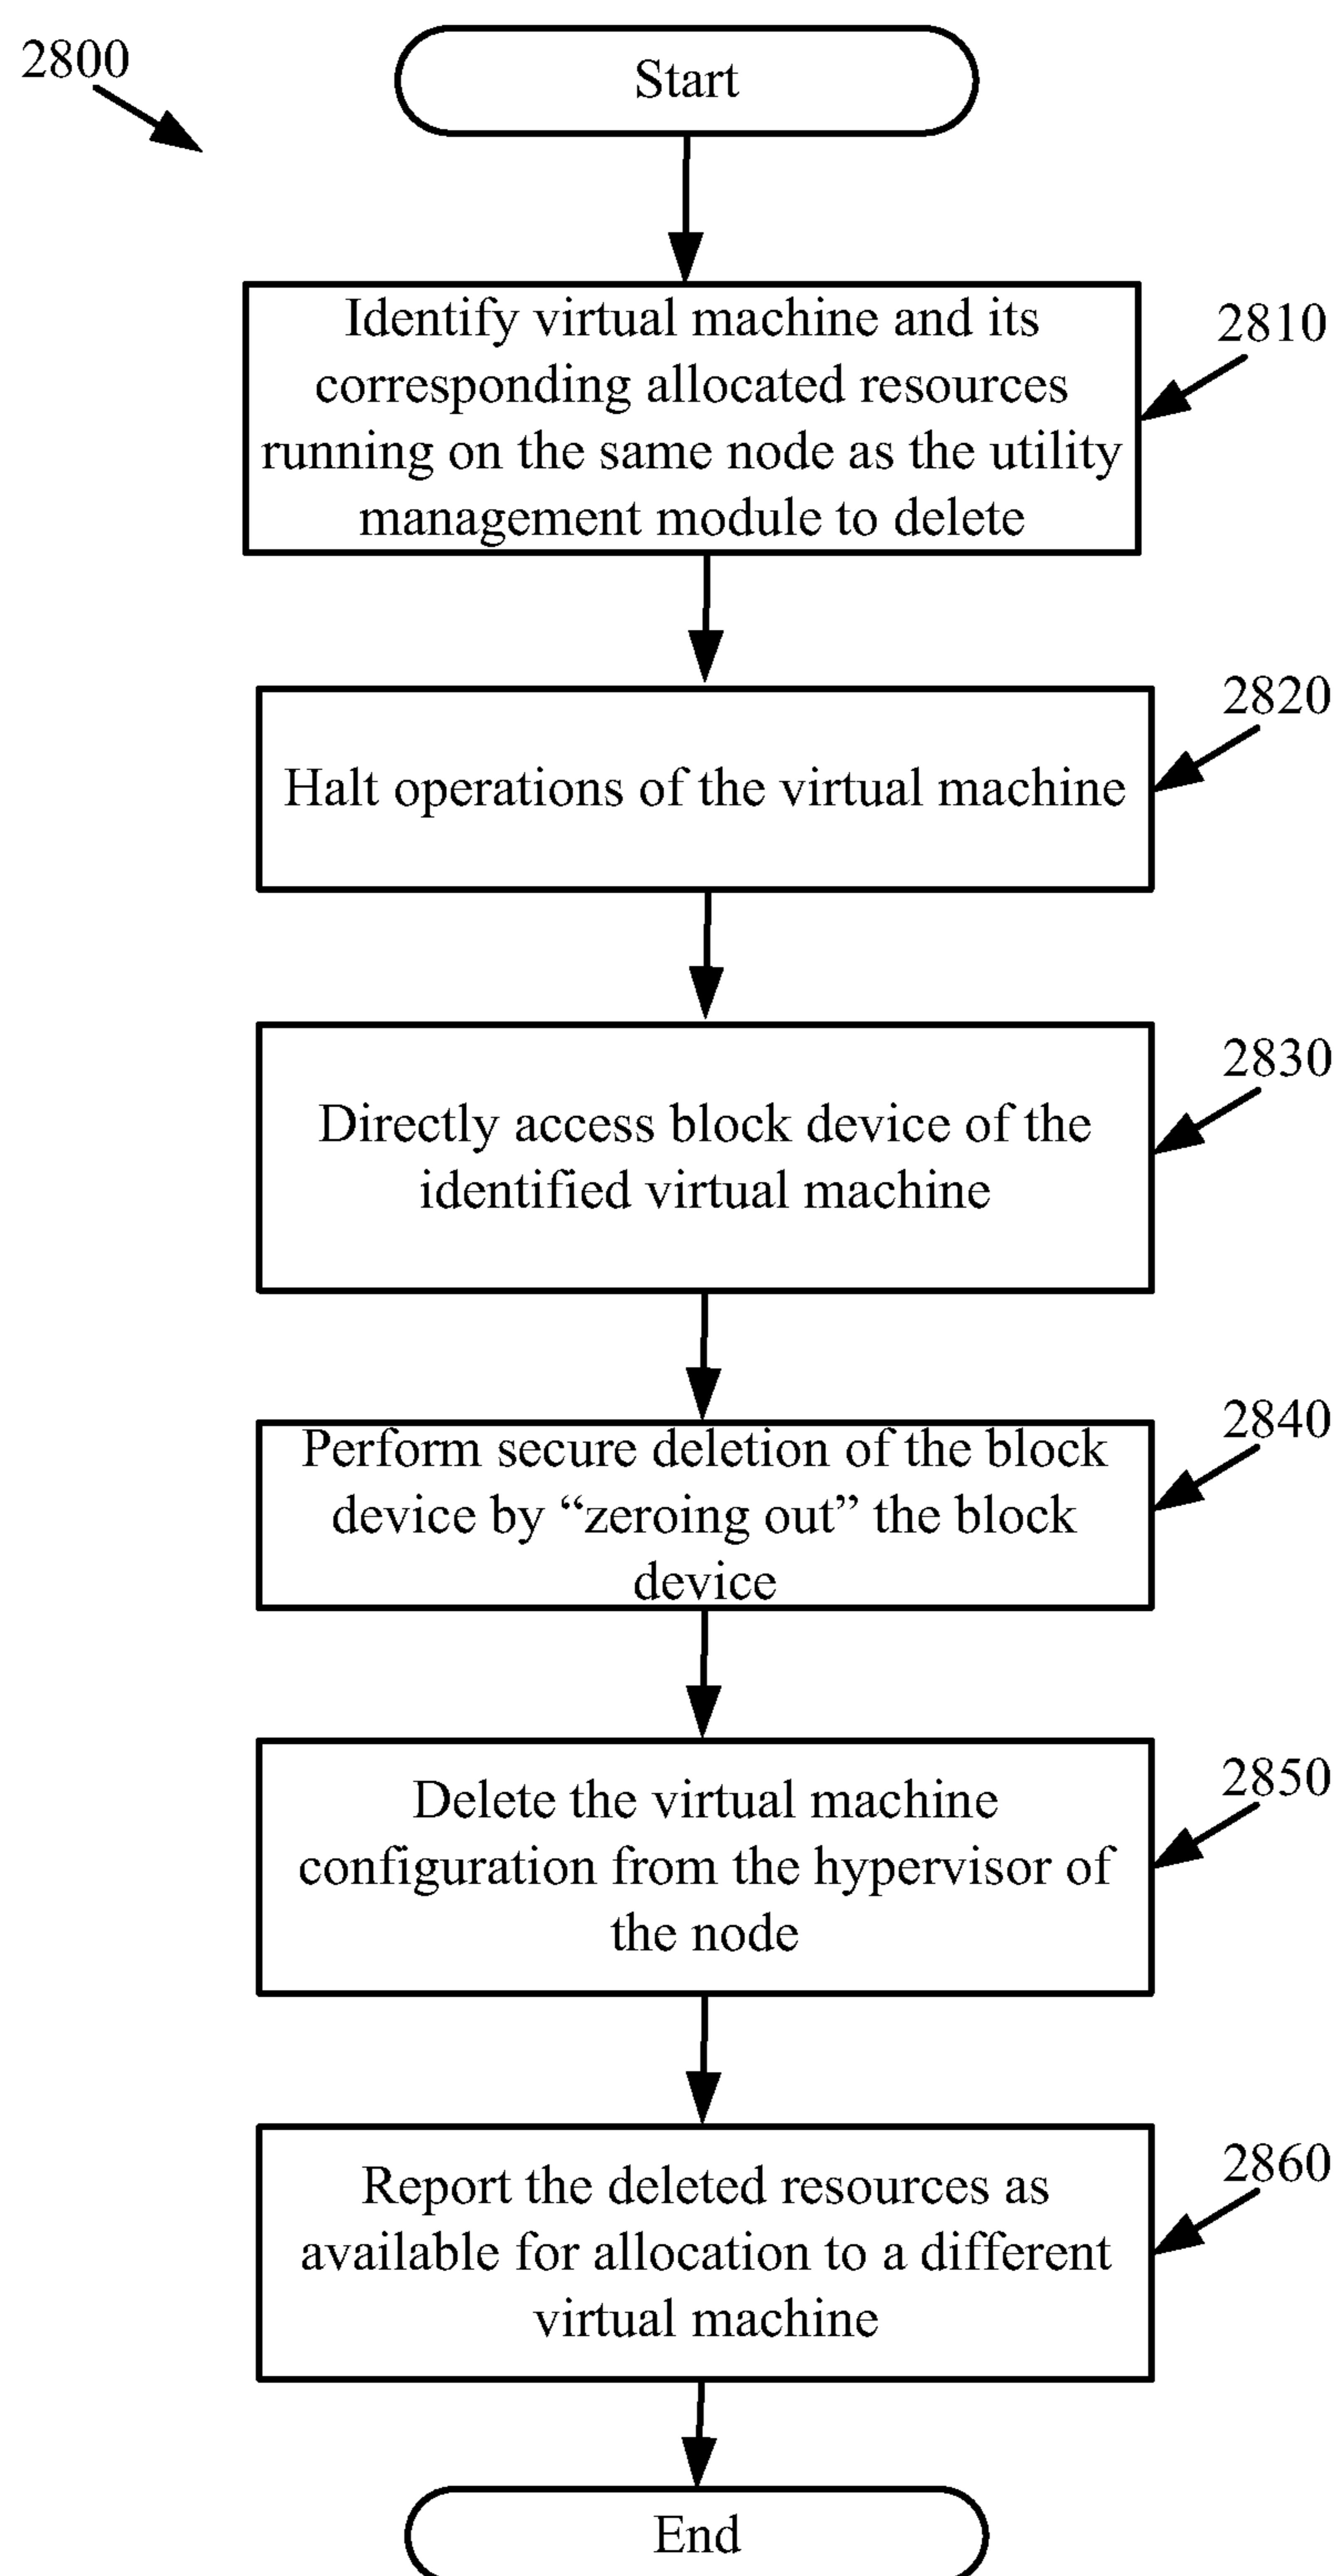 2800
Start
Identify virtual machine and its
corresponding allocated resources
running on the same node as the utility
management module to delete
2810
Halt operations of the virtual machine
2820
Directly access block device of the
identified virtual machine
2830
Perform secure deletion of the block
device by “zeroing out” the block
device
2840
Delete the virtual machine
configuration from the hypervisor of
the node
2850
Report the deleted resources as
available for allocation to a different
virtual machine
2860
End